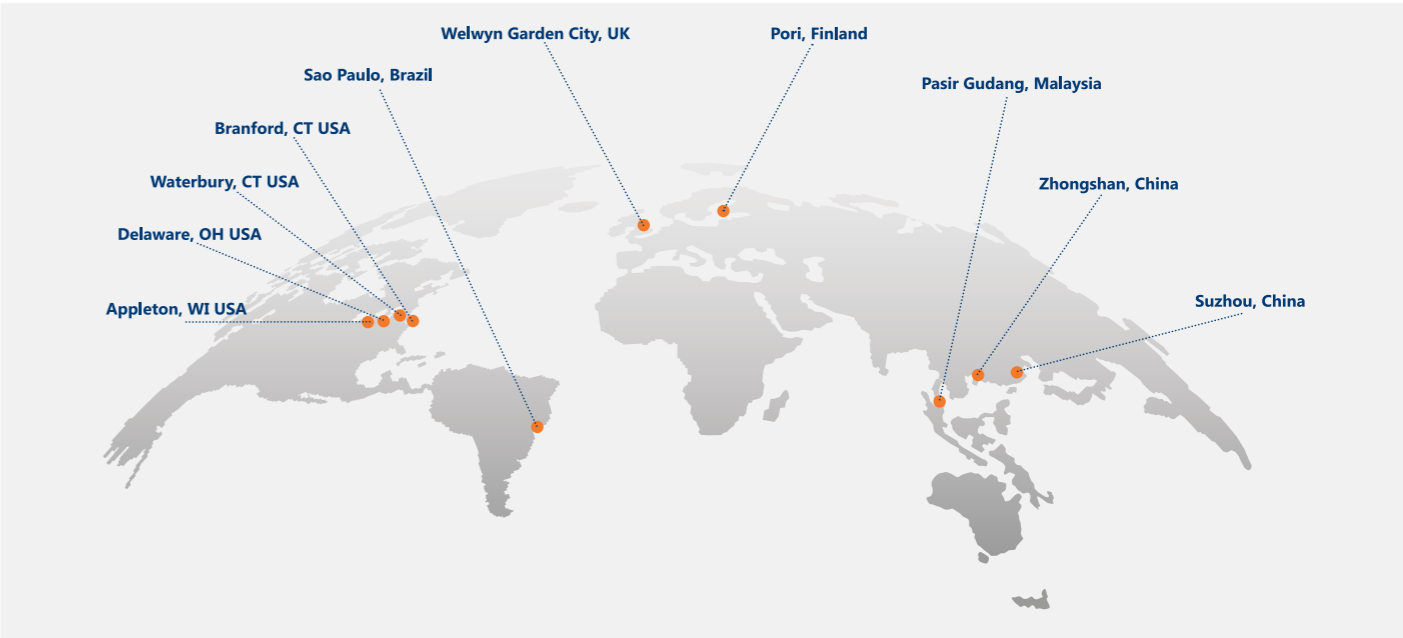 Welwyn Garden City, UK
Pori, Finland
Sao Paulo, Brazil
Pasir Gudang, Malaysia
Branford, CT USA
Waterbury, CT USA
Zhongshan, China
Delaware, OH USA
Suzhou, China
Appleton, WI USA